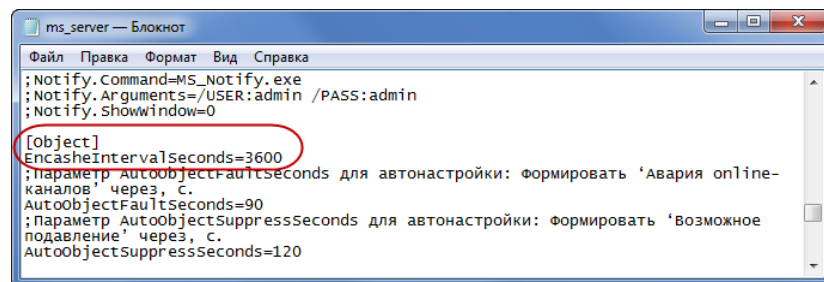 ms_server — Блокнот
Файл Правка Формат Вид Справка
;Notify.Command=MS_Notify.exe
;Notify.Arguments=/USER:admin /PASS:admin
;Notify.ShowWindow=0
[Object]
EncasheIntervalSeconds=3600
;Параметр AutoObjectFaultSeconds для автонастройки: Формировать ‘Авария online-
каналов’ через, с.
AutoObjectFaultSeconds=90
;Параметр AutoObjectSuppressSeconds для автонастройки: Формировать ‘Возможное
подавление’ через, с.
AutoObjectSuppressSeconds=120